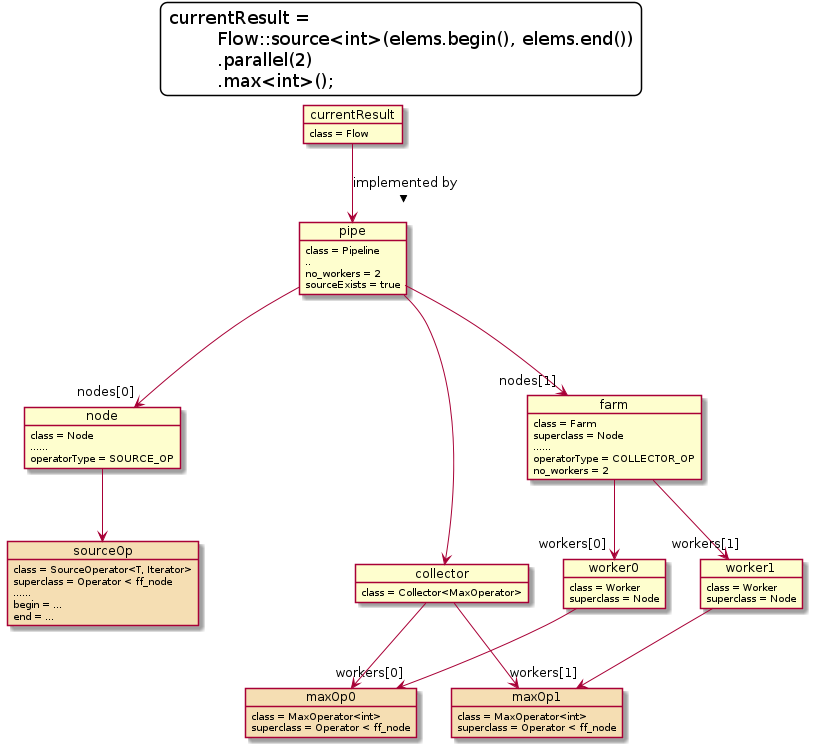 currentResult =
Flow::source<int>(elems.begin(), elems.end())
.parallel(2)
.max<int>();
currentResult
class = Flow
implemented by
▼
pipe
class = Pipeline
..
no_workers = 2
sourceExists = true
nodes[0]
nodes[1]
node
class = Node
......
operatorType = SOURCE_OP
farm
class = Farm
superclass = Node
......
operatorType = COLLECTOR_OP
no_workers = 2
sourceOp
class = SourceOperator<T, Iterator>
superclass = Operator < ff_node
......
begin = ...
end = ...
workers[0]
workers[1]
collector
class = Collector<MaxOperator>
worker0
class = Worker
superclass = Node
worker1
class = Worker
superclass = Node
workers[0]
workers[1]
maxOp0
class = MaxOperator<int>
superclass = Operator < ff_node
maxOp1
class = MaxOperator<int>
superclass = Operator < ff_node